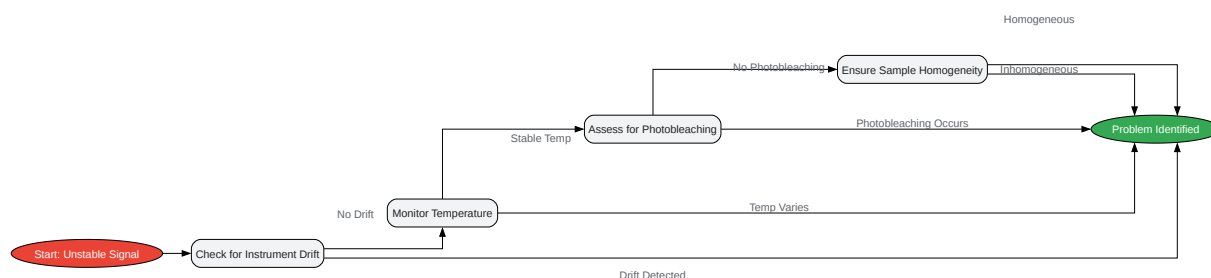 Homogeneous
No Photobleaching
Ensure Sample Homogeneity
Inhomogeneous
Stable Temp
Assess for Photobleaching
Photobleaching Occurs
Problem Identified
No Drift
Monitor Temperature
Temp Varies
Start: Unstable Signal
Check for Instrument Drift
Drift Detected